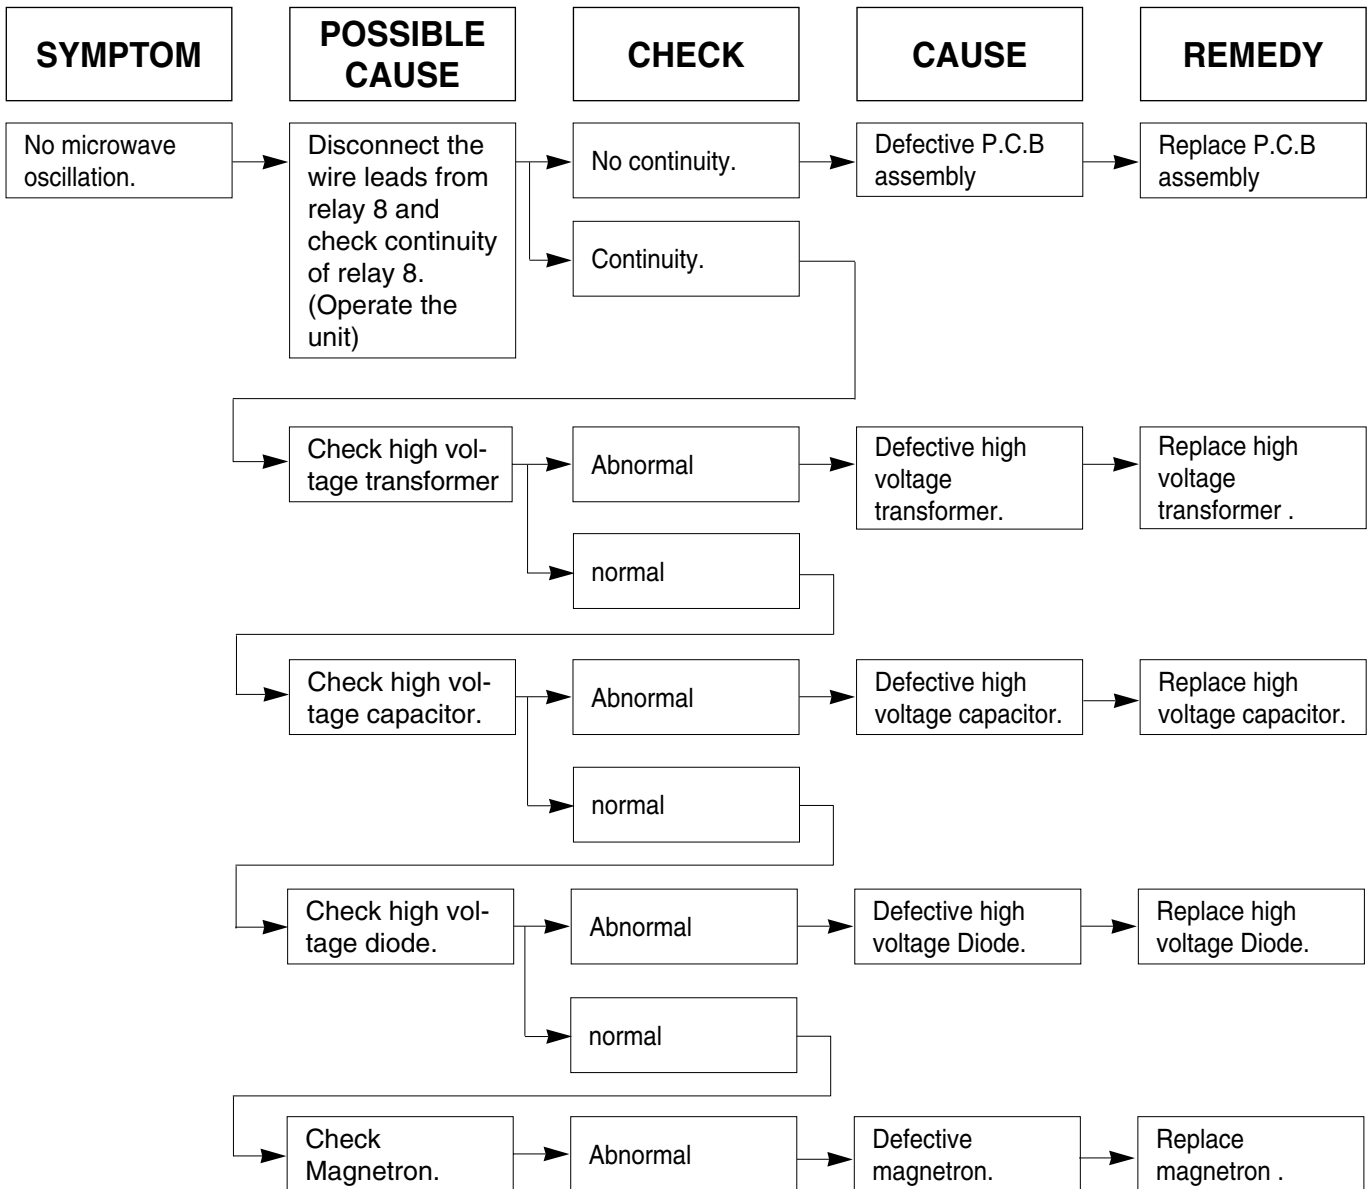 SYMPTOM
POSSIBLE
CAUSE
CHECK
CAUSE
REMEDY
No microwave
oscillation.
Disconnect the
wire leads from
relay 8 and
check continuity
of relay 8.
(Operate the
unit)
No continuity.
Defective P.C.B
assembly
Replace P.C.B
assembly
Continuity.
Check high vol-
tage transformer
Abnormal
Defective high
voltage
transformer.
Replace high
voltage
transformer .
normal
Check high vol-
tage capacitor.
Abnormal
Defective high
voltage capacitor.
Replace high
voltage capacitor.
normal
Check high vol-
tage diode.
Abnormal
Defective high
voltage Diode.
Replace high
voltage Diode.
normal
Check
Magnetron.
Abnormal
Defective
magnetron.
Replace
magnetron .